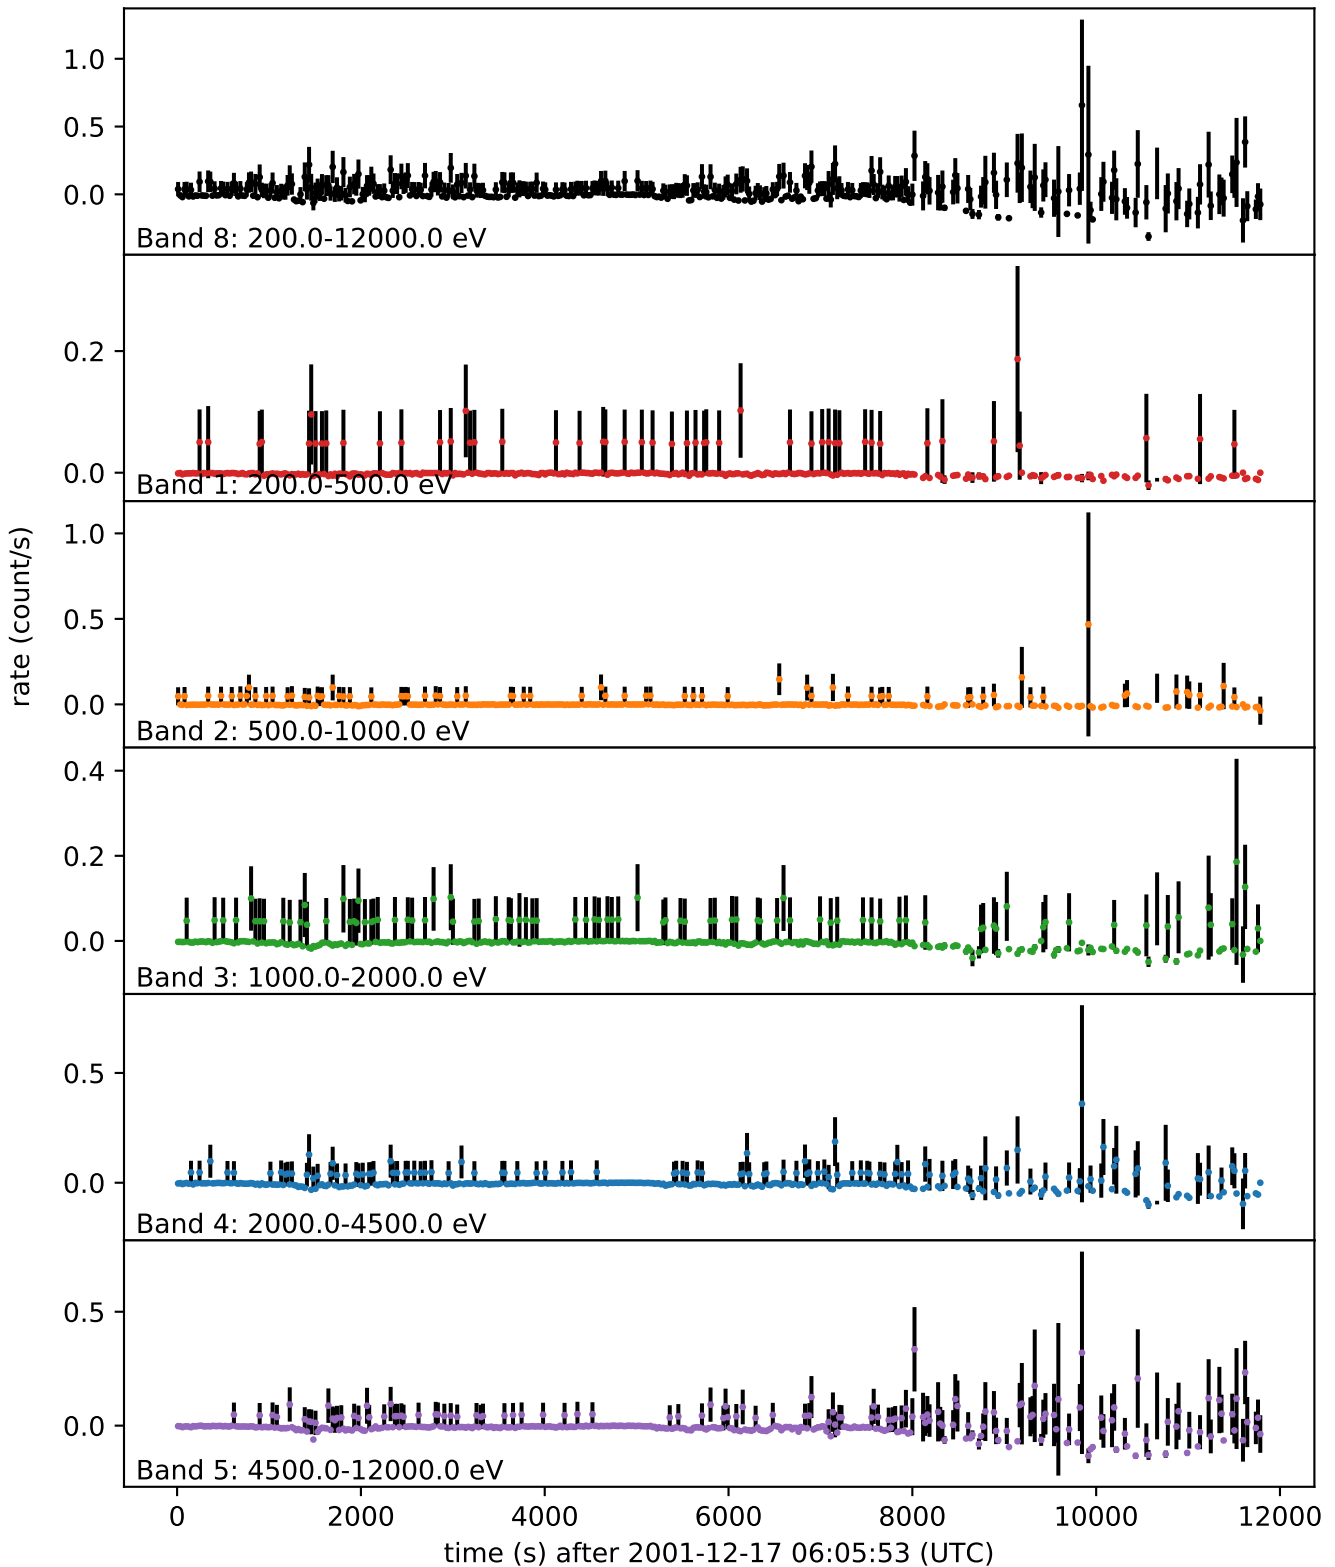 1.0
0.5
0.0
Band 8: 200.0-12000.0 eV
0.2
0.0
Band 1: 200.0-500.0 eV
1.0
0.5
0.0
Band 2: 500.0-1000.0 eV
rate (count/s)
0.4
0.2
0.0
Band 3: 1000.0-2000.0 eV
0.5
0.0
Band 4: 2000.0-4500.0 eV
0.5
0.0
Band 5: 4500.0-12000.0 eV
0 2000 4000 6000 8000 10000 12000
time (s) after 2001-12-17 06:05:53 (UTC)